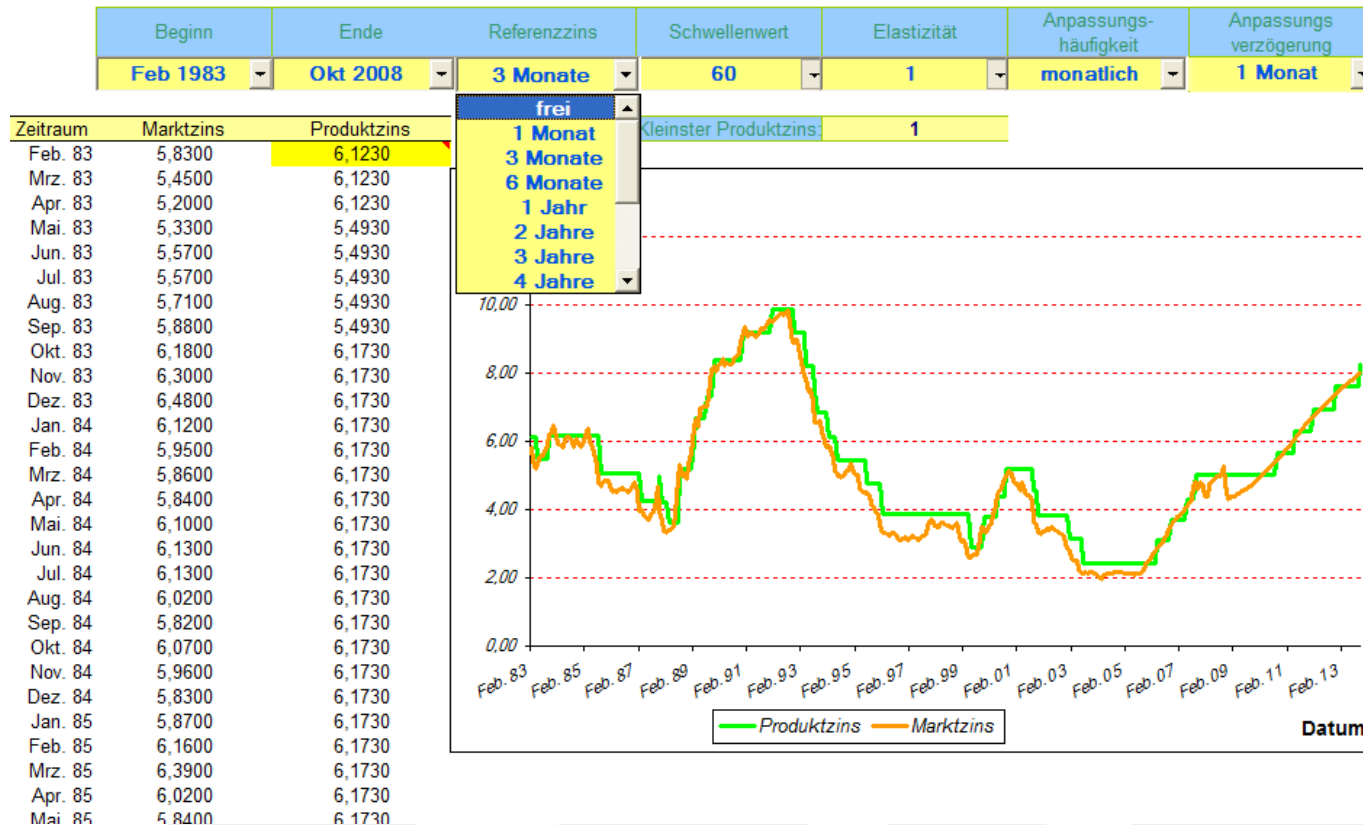 Beginn Ende Referenzzins Schwellenwert Elastizität Anpassungs- Anpassungs
häufigkeit verzögerung
Feb 1983 Okt 2008 3 Monate 60 1 monatlich 1 Monat
frei
1 Monat
3 Monate
6 Monate
1 Jahr
2 Jahre
3 Jahre
4 Jahre
Kleinster Produktzins: 1
Zeitraum Marktzins Produktzins
Feb. 83 5,8300 6,1230
Mrz. 83 5,4500 6,1230
Apr. 83 5,2000 6,1230
Mai. 83 5,3300 5,4930
Jun. 83 5,5700 5,4930
Jul. 83 5,5700 5,4930
Aug. 83 5,7100 5,4930
Sep. 83 5,8800 5,4930
Okt. 83 6,1800 6,1730
Nov. 83 6,3000 6,1730
Dez. 83 6,4800 6,1730
Jan. 84 6,1200 6,1730
Feb. 84 5,9500 6,1730
Mrz. 84 5,8600 6,1730
Apr. 84 5,8400 6,1730
Mai. 84 6,1000 6,1730
Jun. 84 6,1300 6,1730
Jul. 84 6,1300 6,1730
Aug. 84 6,0200 6,1730
Sep. 84 5,8200 6,1730
Okt. 84 6,0700 6,1730
Nov. 84 5,9600 6,1730
Dez. 84 5,8300 6,1730
Jan. 85 5,8700 6,1730
Feb. 85 6,1600 6,1730
Mrz. 85 6,3900 6,1730
Apr. 85 6,0200 6,1730
Mai. 85 5,8400 6,1730
10,00
8,00
6,00
4,00
2,00
0,00
Feb. 83 Feb. 85 Feb. 87 Feb. 89 Feb. 91 Feb. 93 Feb. 95 Feb. 97 Feb. 99 Feb. 01 Feb. 03 Feb. 05 Feb. 07 Feb. 09 Feb. 11 Feb. 13
Produktzins Marktzins
Datum